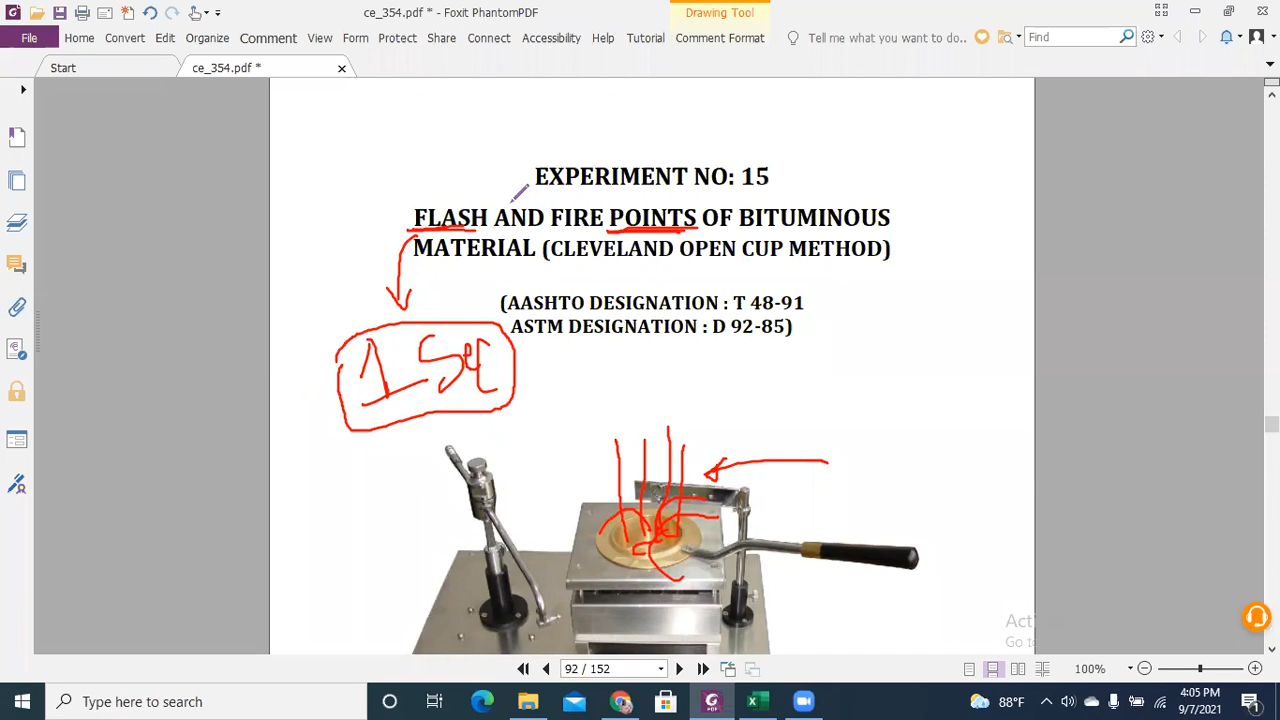 ce_354.pdf * - Foxit PhantomPDF
Drawing Tool
File Home Convert Edit Organize Comment View Form Protect Share Connect Accessibility Help Tutorial Comment Format Tell me what you want to do.. Find
Start ce_354.pdf *
EXPERIMENT NO: 15
FLASH AND FIRE POINTS OF BITUMINOUS
MATERIAL (CLEVELAND OPEN CUP METHOD)
(AASHTO DESIGNATION : T 48-91
ASTM DESIGNATION : D 92-85)
1 Sec
Go to
92 / 152 100%
Type here to search 88°F 4:05 PM
9/7/2021